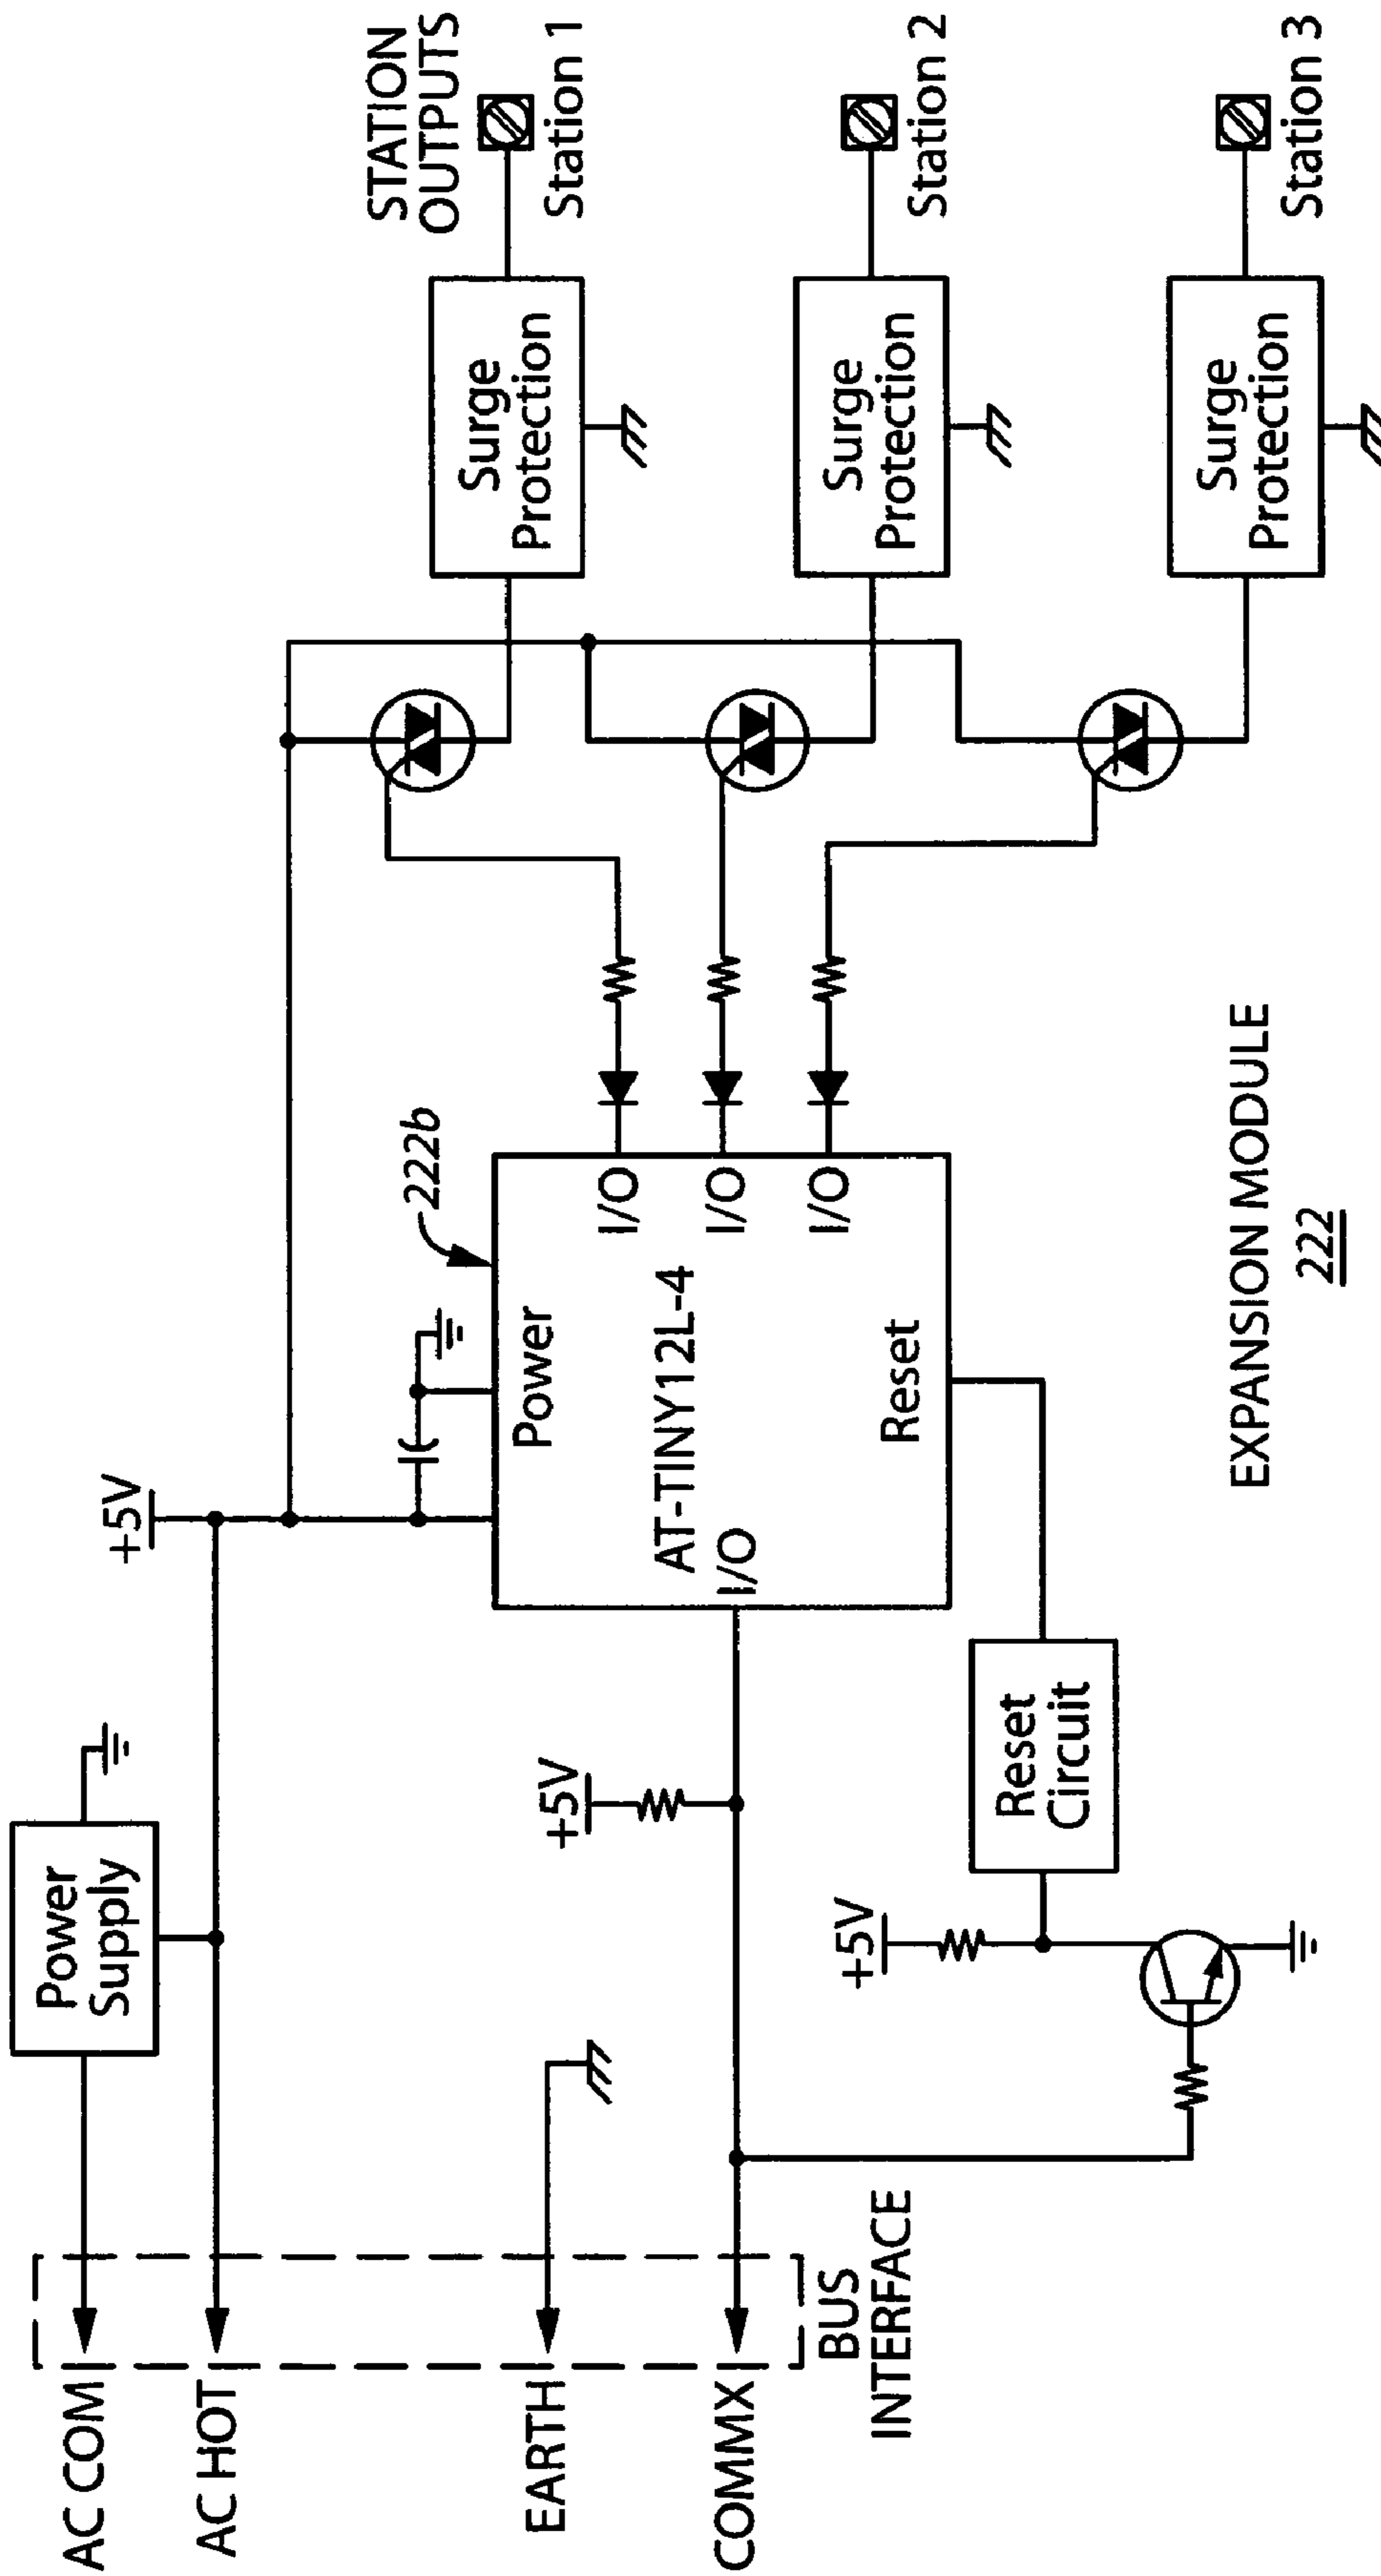 AC COM
AC HOT
EARTH
COMMX
BUS
INTERFACE
Power
Supply
+5V
+5V
+5V
Reset
Circuit
222b
Power
AT-TINY12L-4
I/O
Reset
I/O
I/O
I/O
STATION
OUTPUTS
Surge
Protection
Station 1
Surge
Protection
Station 2
Surge
Protection
Station 3
EXPANSION MODULE
222